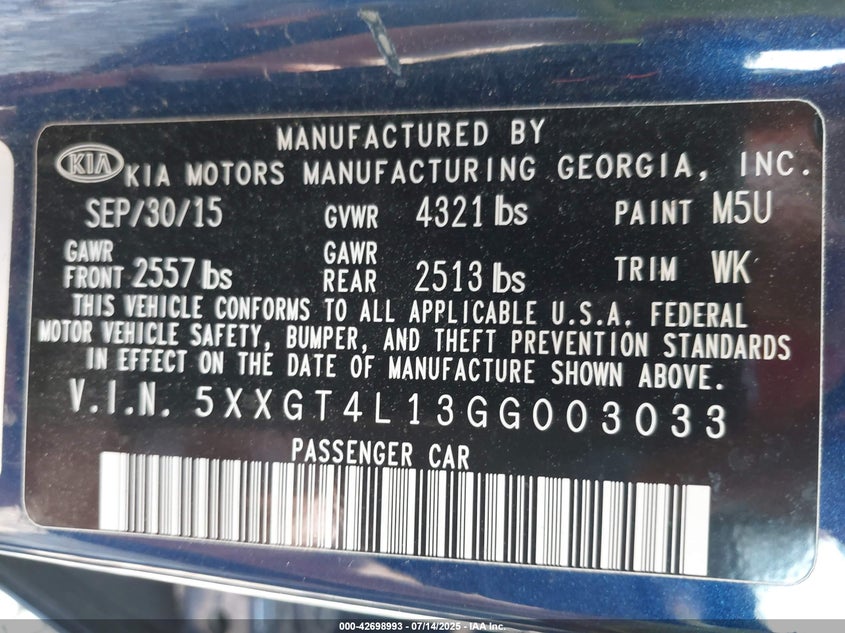 MANUFACTURED BY
KIA KIA MOTORS MANUFACTURING GEORGIA, INC.
SEP/30/15 GVWR 4321 lbs PAINT M5U
GAWR FRONT 2557 lbs GAWR REAR 2513 lbs TRIM WK
THIS VEHICLE CONFORMS TO ALL APPLICABLE U.S.A. FEDERAL
MOTOR VEHICLE SAFETY, BUMPER, AND THEFT PREVENTION STANDARDS
IN EFFECT ON THE DATE OF MANUFACTURE SHOWN ABOVE.
V.I.N. 5XXGT4L13GG003033
PASSENGER CAR
000-42698993 - 07/14/2025 - IAA Inc.